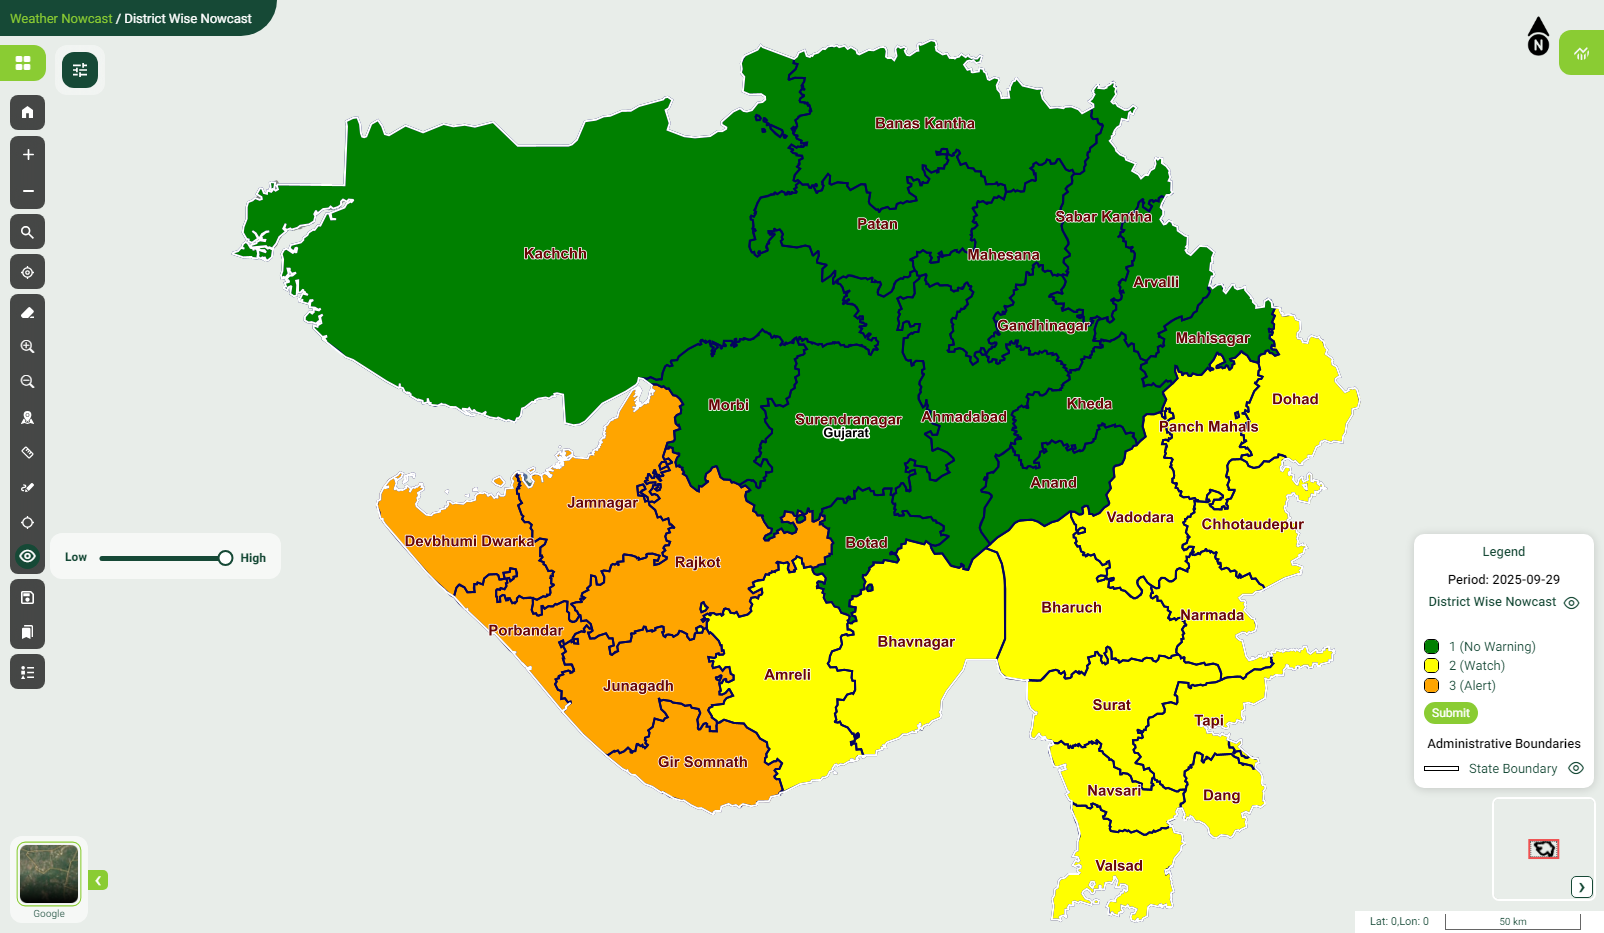 Weather Nowcast / District Wise Nowcast
N
Banas Kantha
Patan
Sabar Kantha
Kachchh
Mahesana
Arvalli
Gandhinagar
Mahisagar
Morbi
Surendranagar
Gujarat
Ahmadabad
Kheda
Dohad
Panch Mahals
Anand
Jamnagar
Vadodara
Chhotaudepur
Devbhumi Dwarka
Botad
Rajkot
Low
High
Bharuch
Narmada
Porbandar
Bhavnagar
Junagadh
Amreli
Surat
Tapi
Gir Somnath
Navsari
Dang
Valsad
Legend
Period: 2025-09-29
District Wise Nowcast
1 (No Warning)
2 (Watch)
3 (Alert)
Submit
Administrative Boundaries
State Boundary
Google
Lat: 0,Lon: 0
50 km